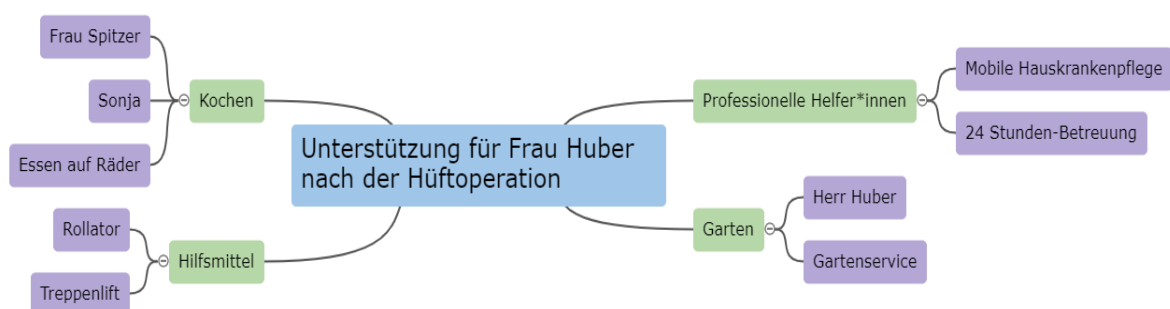 Frau Spitzer
Sonja
Essen auf Räder
Kochen
Rollator
Treppenlift
Hilfsmittel
Unterstützung für Frau Huber
nach der Hüftoperation
Professionelle Helfer*innen
Mobile Hauskrankenpflege
24 Stunden-Betreuung
Garten
Herr Huber
Gartenservice